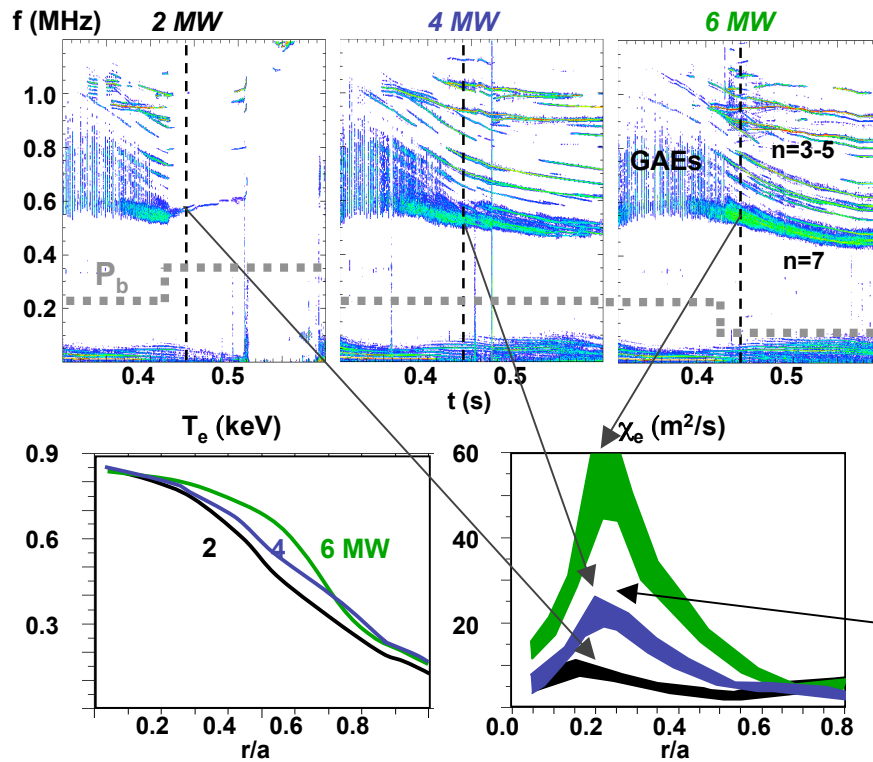 f (MHz) 2 MW 4 MW 6 MW
1.0
0.8
0.6
0.4
0.2
GAEs
n=3-5
n=7
P_b
0.4 0.5 0.4 0.5 0.4 0.5
t (s)
T_e (keV)
0.9
0.6
0.3
2 4 6 MW
0.2 0.4 0.6 0.8
r/a
χ_e (m²/s)
60
40
20
0.0 0.2 0.4 0.6 0.8
r/a